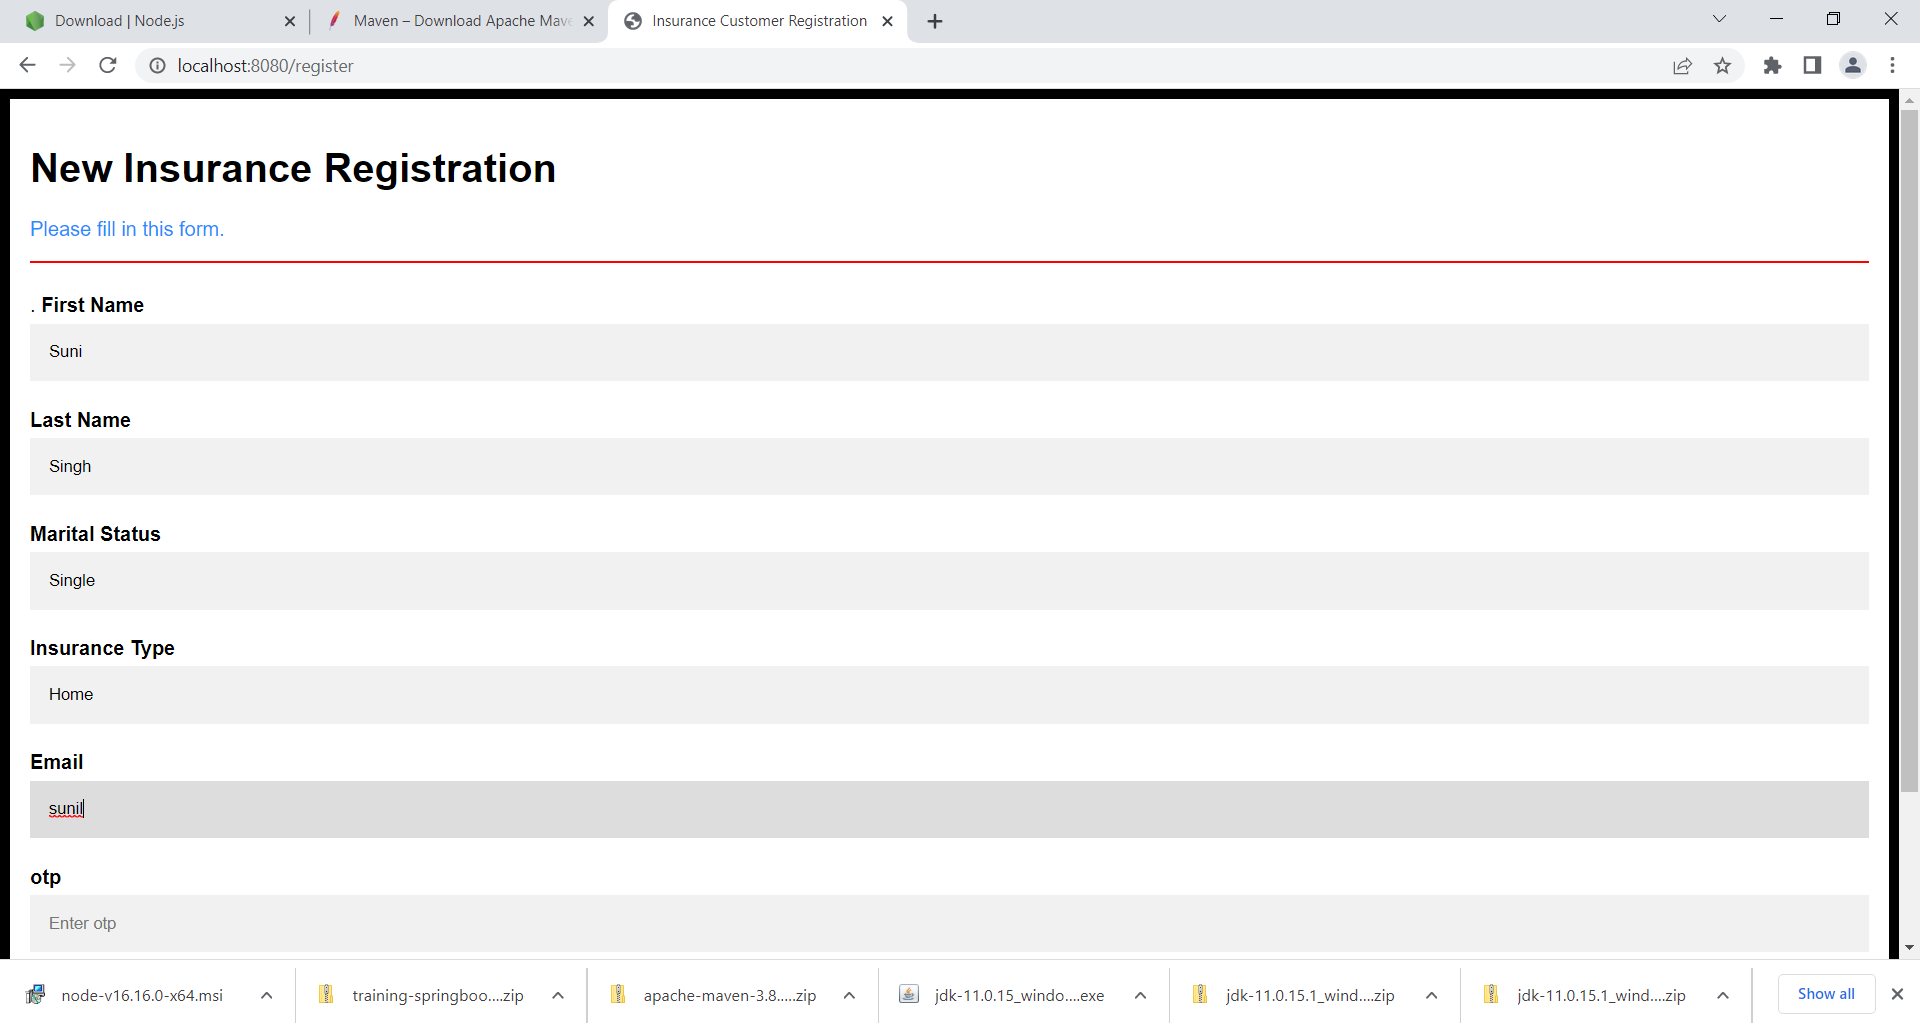 Download | Node.js
Maven – Download Apache Mave
Insurance Customer Registration
localhost:8080/register
New Insurance Registration
Please fill in this form.
. First Name
Suni
Last Name
Singh
Marital Status
Single
Insurance Type
Home
Email
sunil
otp
Enter otp
node-v16.16.0-x64.msi
training-springboo....zip
apache-maven-3.8.....zip
jdk-11.0.15_windo....exe
jdk-11.0.15.1_wind....zip
jdk-11.0.15.1_wind....zip
Show all